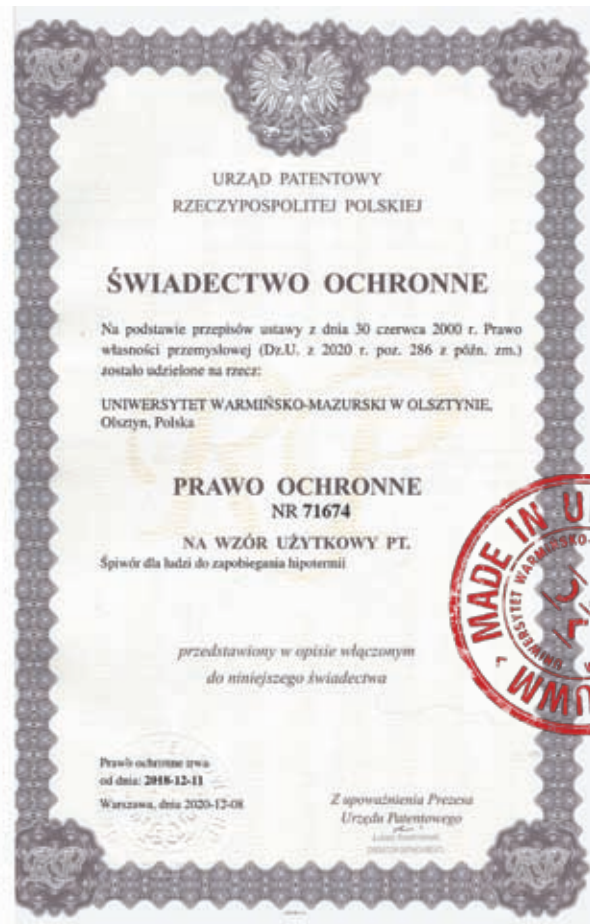 URZĄD PATENTOWY
RZECZYPOSPOLITEJ POLSKIEJ
ŚWIADECTWO OCHRONNE
Na podstawie przepisów ustawy z dnia 30 czerwca 2000 r. Prawo
własności przemysłowej (Dz.U. z 2020 r. poz. 286 z późn. zm.)
zostało udzielone na rzecz:
UNIWERSYTET WARMIŃSKO-MAZURSKI W OLSZTYNIE,
Olsztyn, Polska
PRAWO OCHRONNE
NR 71674
NA WZÓR UŻYTKOWY PT.
Śpiwór dla ludzi do zapobiegania hipotermii
przedstawiony w opisie włączonym
do niniejszego świadectwa
Prawo ochronne trwa
od dnia: 2018-12-11
Warszawa, dnia 2020-12-08
Z upoważnienia Prezesa
Urzędu Patentowego
MADE IN
UWM
UNIWERSYTET